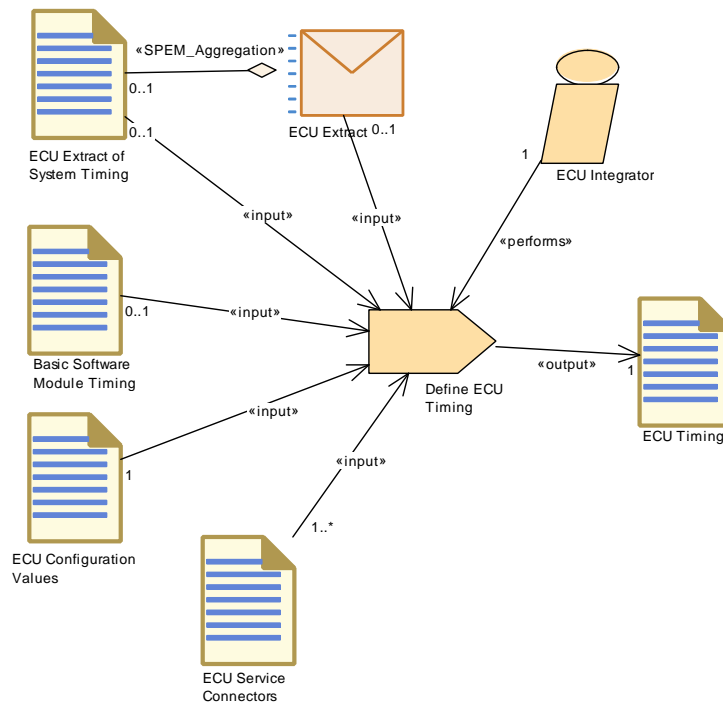 «SPEM_Aggregation»
0..1
0..1
ECU Extract
0..1
ECU Extract of
System Timing
1
ECU Integrator
«input»
«input»
«performs»
0..1
«input»
Basic Software
Module Timing
Define ECU
Timing
«output»
1
«input»
ECU Timing
«input»
1
ECU Configuration
Values
1..*
ECU Service
Connectors